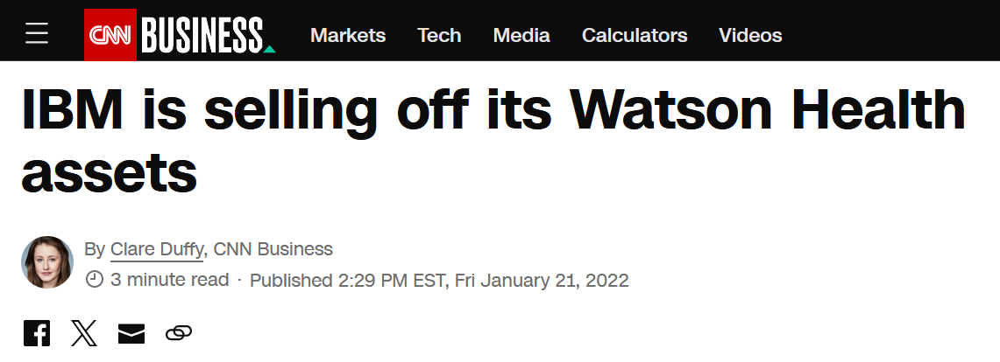 CNN BUSINESS Markets Tech Media Calculators Videos
IBM is selling off its Watson Health
assets
By Clare Duffy, CNN Business
3 minute read · Published 2:29 PM EST, Fri January 21, 2022